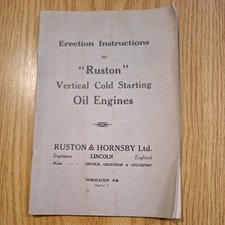 Erection Instructions
for
"Ruston"
Vertical Cold Starting
Oil Engines
RUSTON & HORNSBY Ltd.
Engineers LINCOLN England
Works - - LINCOLN, GRANTHAM & STOCKPORT
PUBLICATION